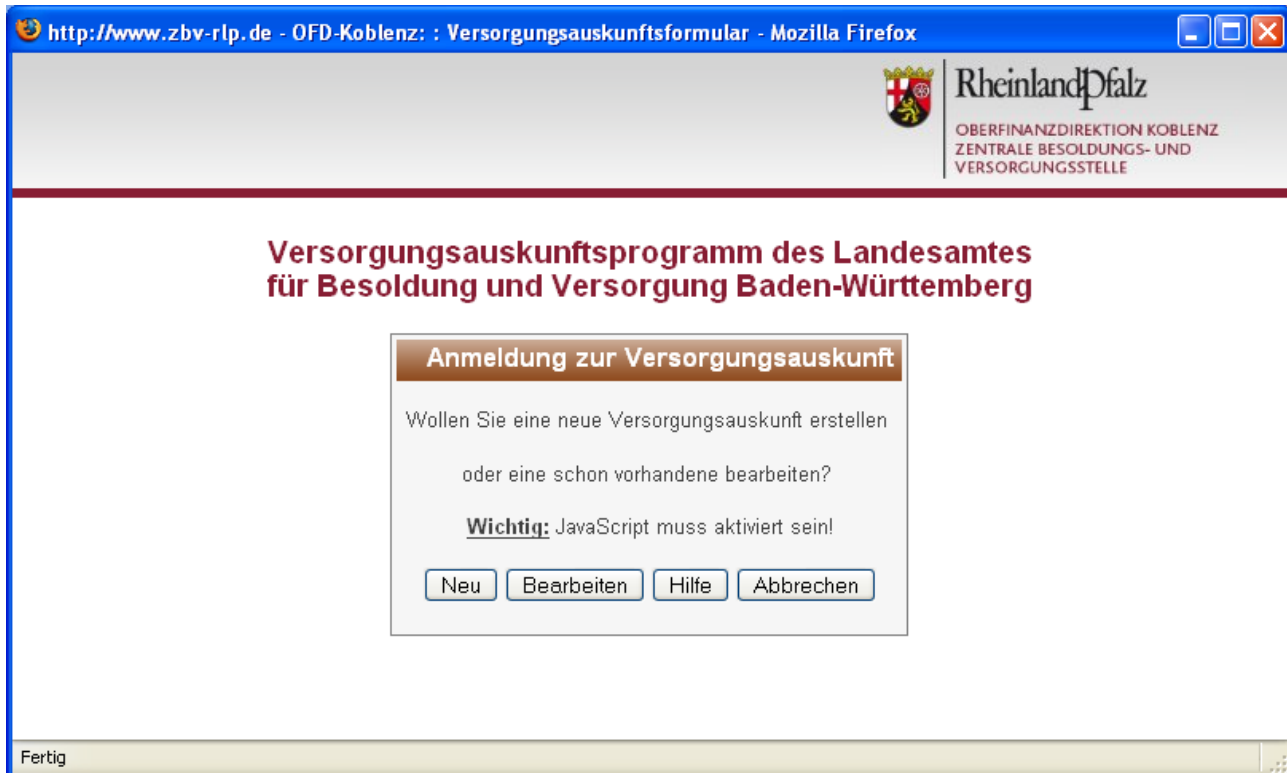 http://www.zbv-rlp.de - OFD-Koblenz: : Versorgungsauskunftsformular - Mozilla Firefox
RheinlandPfalz
OBERFINANZDIREKTION KOBLENZ
ZENTRALE BESOLDUNGS- UND
VERSORGUNGSSTELLE
Versorgungsauskunftsprogramm des Landesamtes
für Besoldung und Versorgung Baden-Württemberg
Anmeldung zur Versorgungsauskunft
Wollen Sie eine neue Versorgungsauskunft erstellen
oder eine schon vorhandene bearbeiten?
Wichtig: JavaScript muss aktiviert sein!
Neu Bearbeiten Hilfe Abbrechen
Fertig